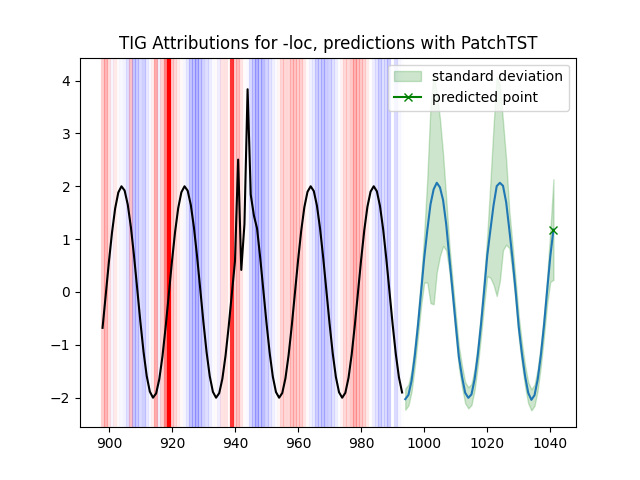 TIG Attributions for -loc, predictions with PatchTST
standard deviation
predicted point
4
3
2
1
0
−1
−2
900 920 940 960 980 1000 1020 1040